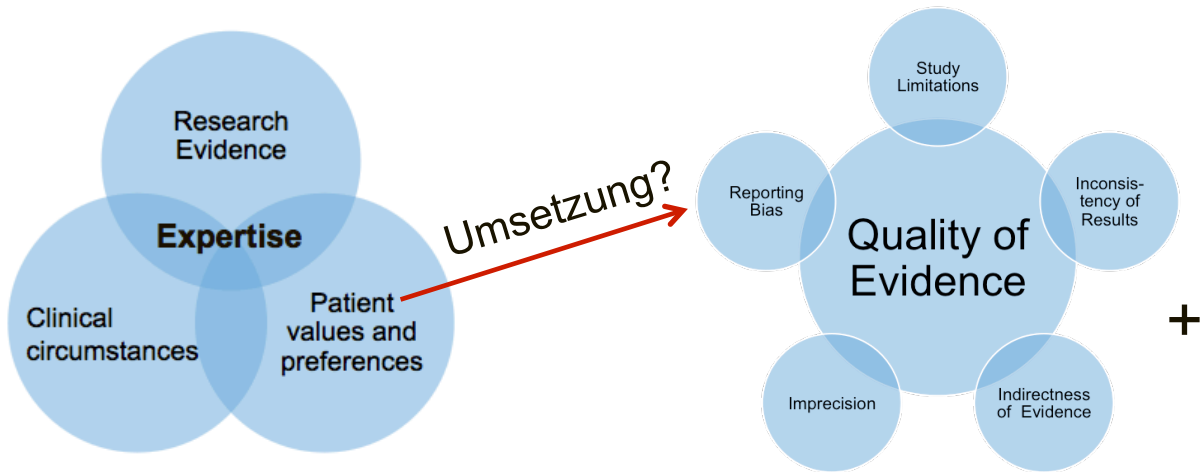 Research
Evidence
Expertise
Clinical
circumstances
Patient
values and
preferences
Umsetzung?
Study
Limitations
Reporting
Bias
Inconsis-
tency of
Results
Quality of
Evidence
Imprecision
Indirectness
of Evidence
+